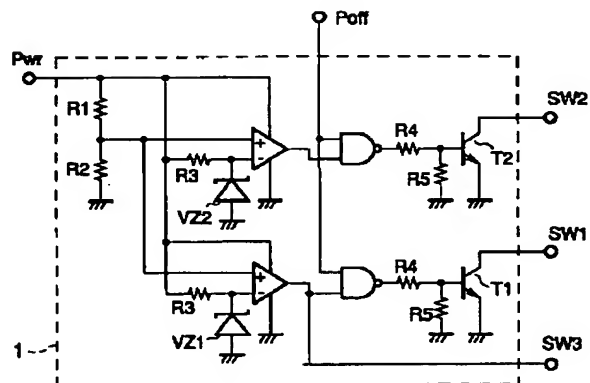 Poff
Pwr
SW2
R1
R4
+
-
T2
R2
R3
R5
VZ2
SW1
R4
+
-
T1
R3
R5
VZ1
1
SW3